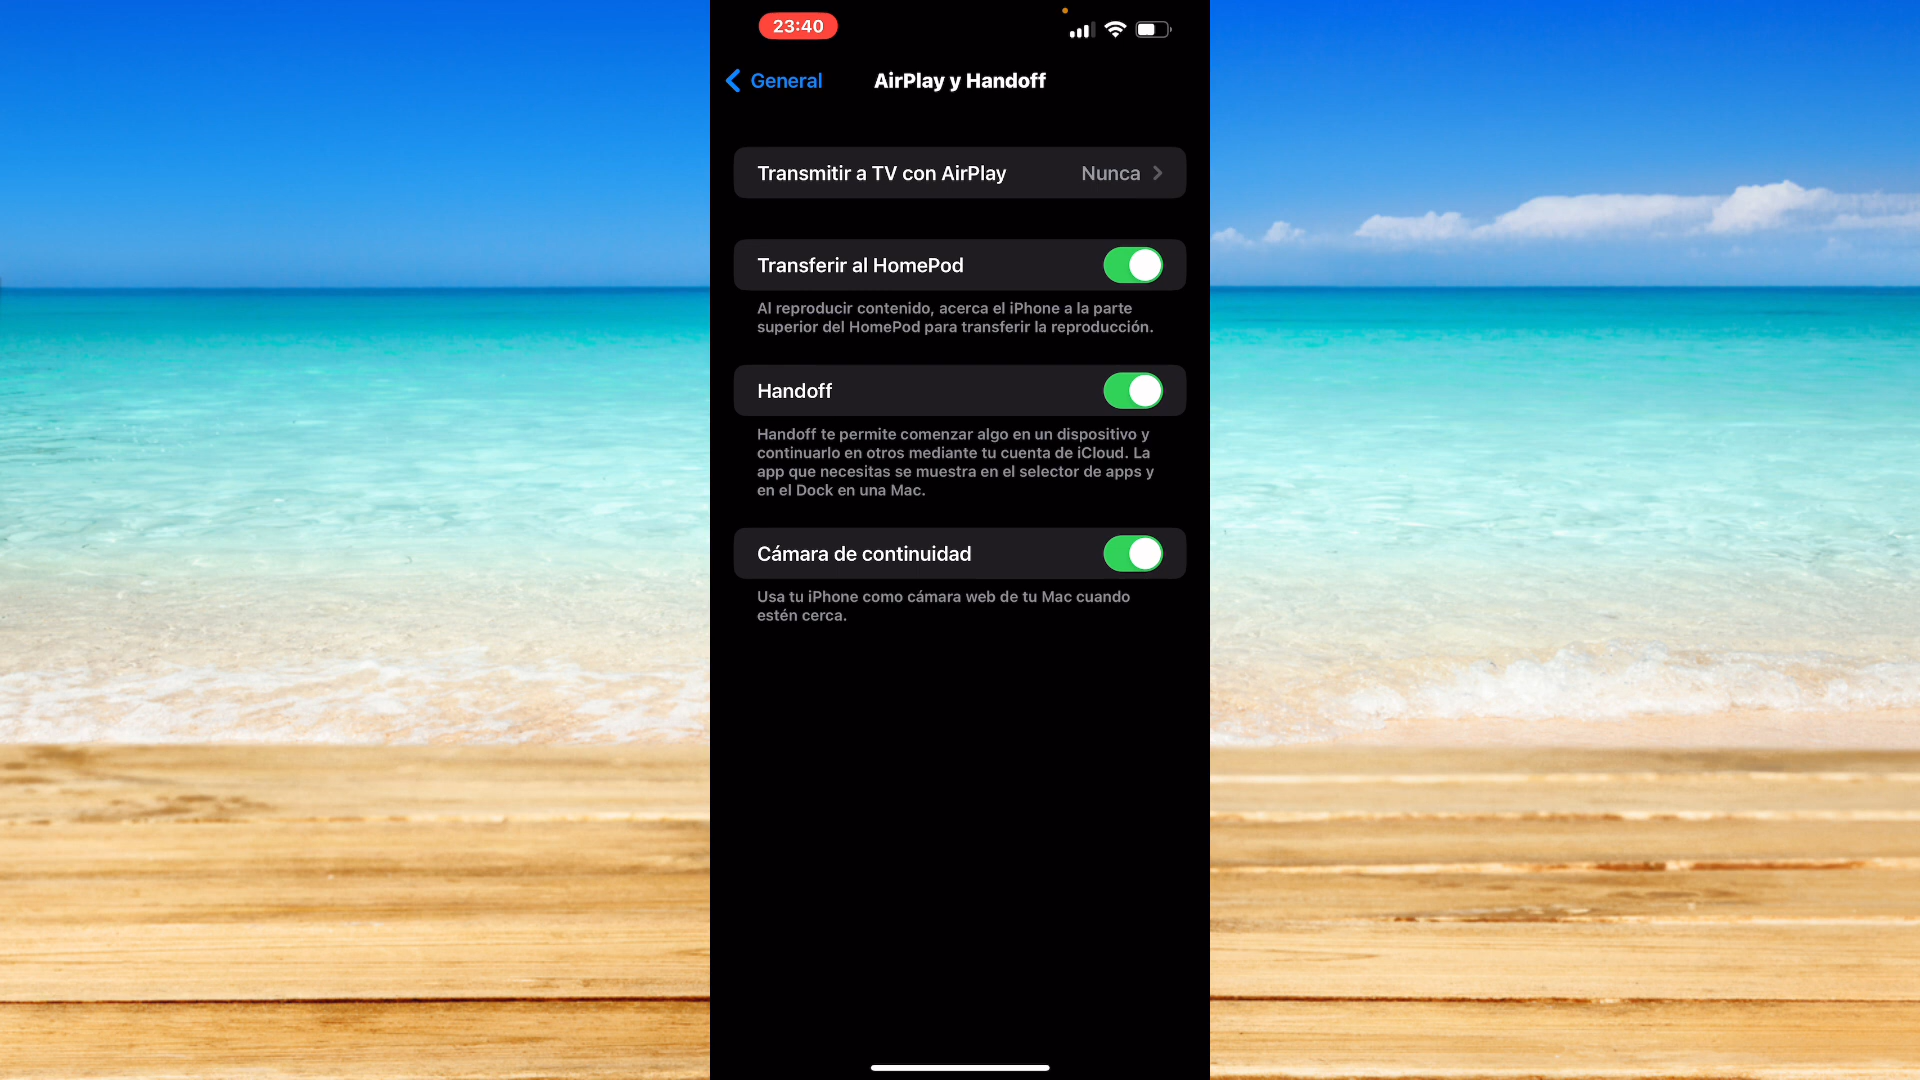 23:40
General
AirPlay y Handoff
Transmitir a TV con AirPlay Nunca
Transferir al HomePod
Al reproducir contenido, acerca el iPhone a la parte
superior del HomePod para transferir la reproducción.
Handoff
Handoff te permite comenzar algo en un dispositivo y
continuarlo en otros mediante tu cuenta de iCloud. La
app que necesitas se muestra en el selector de apps y
en el Dock en una Mac.
Cámara de continuidad
Usa tu iPhone como cámara web de tu Mac cuando
estén cerca.